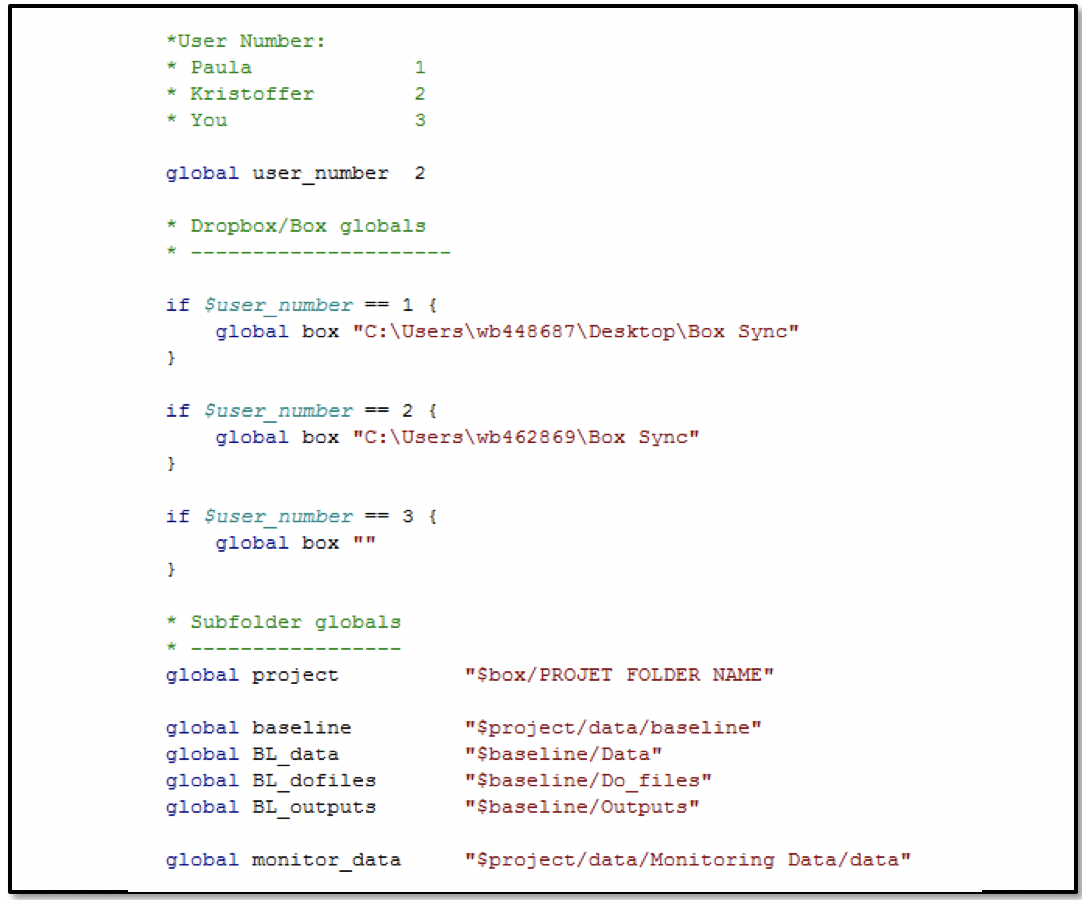 *User Number:
* Paula 1
* Kristoffer 2
* You 3
global user_number 2
* Dropbox/Box globals
* ---------------------
if $user_number == 1 {
global box "C:\Users\wb448687\Desktop\Box Sync"
}
if $user_number == 2 {
global box "C:\Users\wb462869\Box Sync"
}
if $user_number == 3 {
global box ""
}
* Subfolder globals
* -----------------
global project "$box/PROJET FOLDER NAME"
global baseline "$project/data/baseline"
global BL_data "$baseline/Data"
global BL_dofiles "$baseline/Do_files"
global BL_outputs "$baseline/Outputs"
global monitor_data "$project/data/Monitoring Data/data"